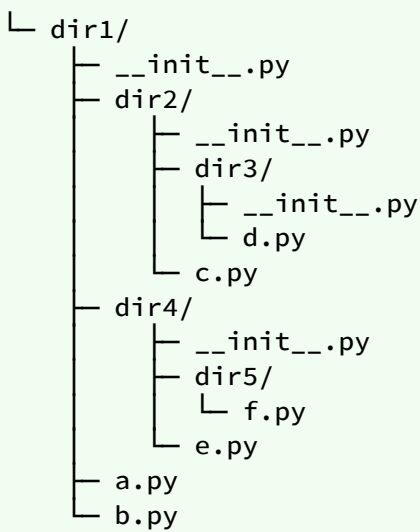 └─ dir1/
├─ __init__.py
├─ dir2/
├─ __init__.py
├─ dir3/
├─ __init__.py
└─ d.py
└─ c.py
├─ dir4/
├─ __init__.py
├─ dir5/
└─ f.py
└─ e.py
├─ a.py
└─ b.py